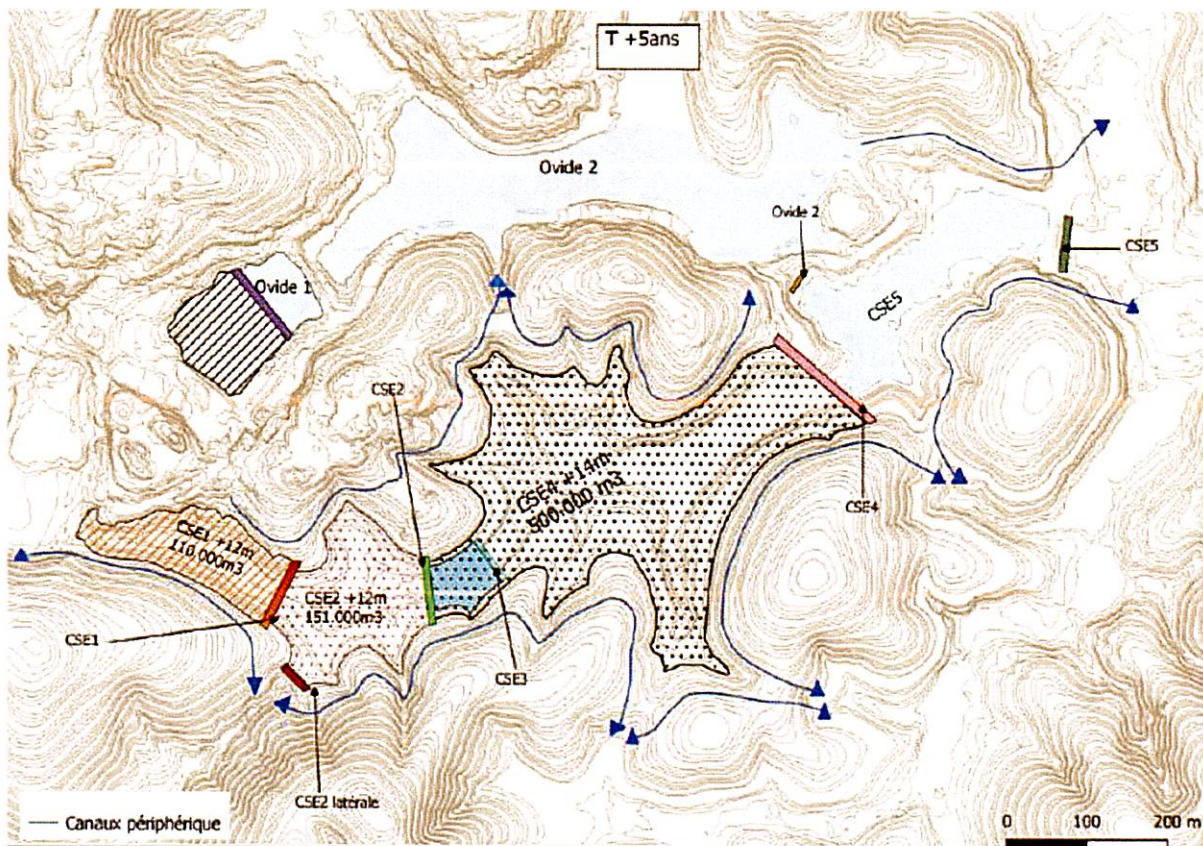 T +5ans
Ovide 2
Ovide 2
CSE5
Ovide 1
CSE5
CSE2
CSE4 +14m
500.000 m3
CSE4
CSE1 +12m
110.000m3
CSE2 +12m
151.000m3
CSE1
CSE3
CSE2 latérale
Canaux périphérique
0 100 200 m